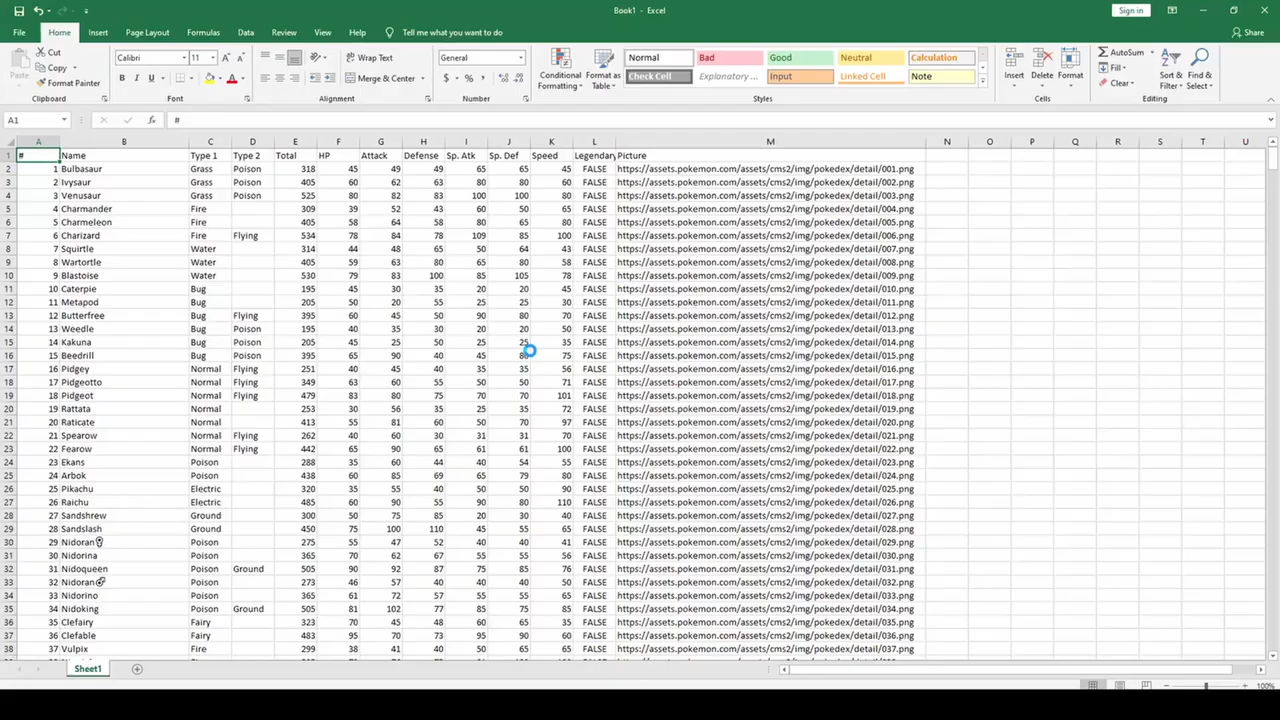 Book1 - Excel
Sign in
File Home Insert Page Layout Formulas Data Review View Help Tell me what you want to do Share
Paste Cut Copy Format Painter Clipboard
Calibri 11 B I U Font
Wrap Text Merge & Center Alignment
General $ % Number
Conditional Formatting Format as Table
Normal Bad Good Neutral Calculation
Check Cell Explanatory ... Input Linked Cell Note
Styles
Insert Delete Format Cells
AutoSum Fill Clear Sort & Filter Find & Select Editing
A1 fx #
A B C D E F G H I J K L M N O P Q R S T U
1 # Name Type 1 Type 2 Total HP Attack Defense Sp. Atk Sp. Def Speed Legendary Picture
2 1 Bulbasaur Grass Poison 318 45 49 49 65 65 45 FALSE https://assets.pokemon.com/assets/cms2/img/pokedex/detail/001.png
3 2 Ivysaur Grass Poison 405 60 62 63 80 80 60 FALSE https://assets.pokemon.com/assets/cms2/img/pokedex/detail/002.png
4 3 Venusaur Grass Poison 525 80 82 83 100 100 80 FALSE https://assets.pokemon.com/assets/cms2/img/pokedex/detail/003.png
5 4 Charmander Fire 309 39 52 43 60 50 65 FALSE https://assets.pokemon.com/assets/cms2/img/pokedex/detail/004.png
6 5 Charmeleon Fire 405 58 64 58 80 65 80 FALSE https://assets.pokemon.com/assets/cms2/img/pokedex/detail/005.png
7 6 Charizard Fire Flying 534 78 84 78 109 85 100 FALSE https://assets.pokemon.com/assets/cms2/img/pokedex/detail/006.png
8 7 Squirtle Water 314 44 48 65 50 64 43 FALSE https://assets.pokemon.com/assets/cms2/img/pokedex/detail/007.png
9 8 Wartortle Water 405 59 63 80 65 80 58 FALSE https://assets.pokemon.com/assets/cms2/img/pokedex/detail/008.png
10 9 Blastoise Water 530 79 83 100 85 105 78 FALSE https://assets.pokemon.com/assets/cms2/img/pokedex/detail/009.png
11 10 Caterpie Bug 195 45 30 35 20 20 45 FALSE https://assets.pokemon.com/assets/cms2/img/pokedex/detail/010.png
12 11 Metapod Bug 205 50 20 55 25 25 30 FALSE https://assets.pokemon.com/assets/cms2/img/pokedex/detail/011.png
13 12 Butterfree Bug Flying 395 60 45 50 90 80 70 FALSE https://assets.pokemon.com/assets/cms2/img/pokedex/detail/012.png
14 13 Weedle Bug Poison 195 40 35 30 20 20 50 FALSE https://assets.pokemon.com/assets/cms2/img/pokedex/detail/013.png
15 14 Kakuna Bug Poison 205 45 25 50 25 25 35 FALSE https://assets.pokemon.com/assets/cms2/img/pokedex/detail/014.png
16 15 Beedrill Bug Poison 395 65 90 40 45 75 FALSE https://assets.pokemon.com/assets/cms2/img/pokedex/detail/015.png
17 16 Pidgey Normal Flying 251 40 45 40 35 35 56 FALSE https://assets.pokemon.com/assets/cms2/img/pokedex/detail/016.png
18 17 Pidgeotto Normal Flying 349 63 60 55 50 50 71 FALSE https://assets.pokemon.com/assets/cms2/img/pokedex/detail/017.png
19 18 Pidgeot Normal Flying 479 83 80 75 70 70 101 FALSE https://assets.pokemon.com/assets/cms2/img/pokedex/detail/018.png
20 19 Rattata Normal 253 30 56 35 25 35 72 FALSE https://assets.pokemon.com/assets/cms2/img/pokedex/detail/019.png
21 20 Raticate Normal 413 55 81 60 50 70 97 FALSE https://assets.pokemon.com/assets/cms2/img/pokedex/detail/020.png
22 21 Spearow Normal Flying 262 40 60 30 31 31 70 FALSE https://assets.pokemon.com/assets/cms2/img/pokedex/detail/021.png
23 22 Fearow Normal Flying 442 65 90 65 61 61 100 FALSE https://assets.pokemon.com/assets/cms2/img/pokedex/detail/022.png
24 23 Ekans Poison 288 35 60 44 40 54 55 FALSE https://assets.pokemon.com/assets/cms2/img/pokedex/detail/023.png
25 24 Arbok Poison 438 60 85 69 65 79 80 FALSE https://assets.pokemon.com/assets/cms2/img/pokedex/detail/024.png
26 25 Pikachu Electric 320 35 55 40 50 50 90 FALSE https://assets.pokemon.com/assets/cms2/img/pokedex/detail/025.png
27 26 Raichu Electric 485 60 90 55 90 80 110 FALSE https://assets.pokemon.com/assets/cms2/img/pokedex/detail/026.png
28 27 Sandshrew Ground 300 50 75 85 20 30 40 FALSE https://assets.pokemon.com/assets/cms2/img/pokedex/detail/027.png
29 28 Sandslash Ground 450 75 100 110 45 55 65 FALSE https://assets.pokemon.com/assets/cms2/img/pokedex/detail/028.png
30 29 Nidoran♀ Poison 275 55 47 52 40 40 41 FALSE https://assets.pokemon.com/assets/cms2/img/pokedex/detail/029.png
31 30 Nidorina Poison 365 70 62 67 55 55 56 FALSE https://assets.pokemon.com/assets/cms2/img/pokedex/detail/030.png
32 31 Nidoqueen Poison Ground 505 90 92 87 75 85 76 FALSE https://assets.pokemon.com/assets/cms2/img/pokedex/detail/031.png
33 32 Nidoran♂ Poison 273 46 57 40 40 40 50 FALSE https://assets.pokemon.com/assets/cms2/img/pokedex/detail/032.png
34 33 Nidorino Poison 365 61 72 57 55 55 65 FALSE https://assets.pokemon.com/assets/cms2/img/pokedex/detail/033.png
35 34 Nidoking Poison Ground 505 81 102 77 85 75 85 FALSE https://assets.pokemon.com/assets/cms2/img/pokedex/detail/034.png
36 35 Clefairy Fairy 323 70 45 48 60 65 35 FALSE https://assets.pokemon.com/assets/cms2/img/pokedex/detail/035.png
37 36 Clefable Fairy 483 95 70 73 95 90 60 FALSE https://assets.pokemon.com/assets/cms2/img/pokedex/detail/036.png
38 37 Vulpix Fire 299 38 41 40 50 65 65 FALSE https://assets.pokemon.com/assets/cms2/img/pokedex/detail/037.png
Sheet1
100%